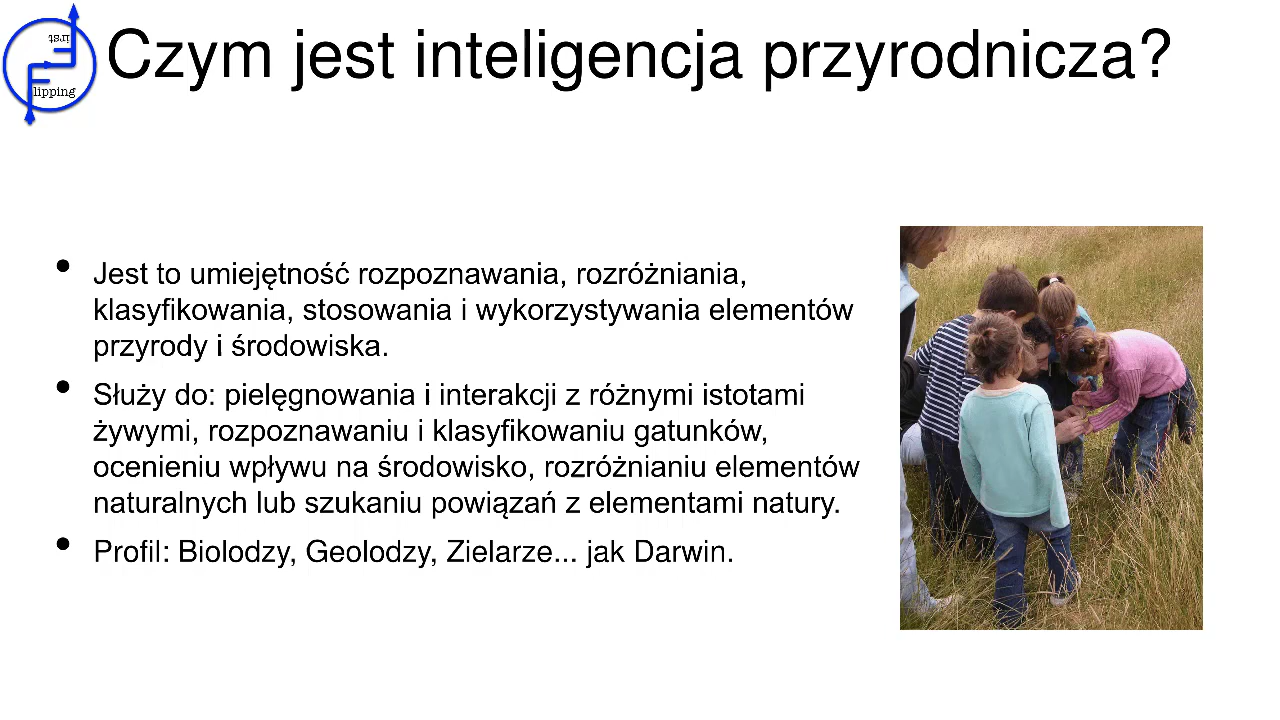 irst
lipping
Czym jest inteligencja przyrodnicza?
• Jest to umiejętność rozpoznawania, rozróżniania,
klasyfikowania, stosowania i wykorzystywania elementów
przyrody i środowiska.
• Służy do: pielęgnowania i interakcji z różnymi istotami
żywymi, rozpoznawaniu i klasyfikowaniu gatunków,
ocenieniu wpływu na środowisko, rozróżnianiu elementów
naturalnych lub szukaniu powiązań z elementami natury.
• Profil: Biolodzy, Geolodzy, Zielarze... jak Darwin.